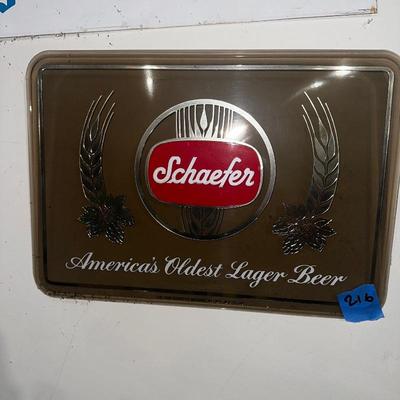 Schaefer
America's Oldest Lager Beer
216